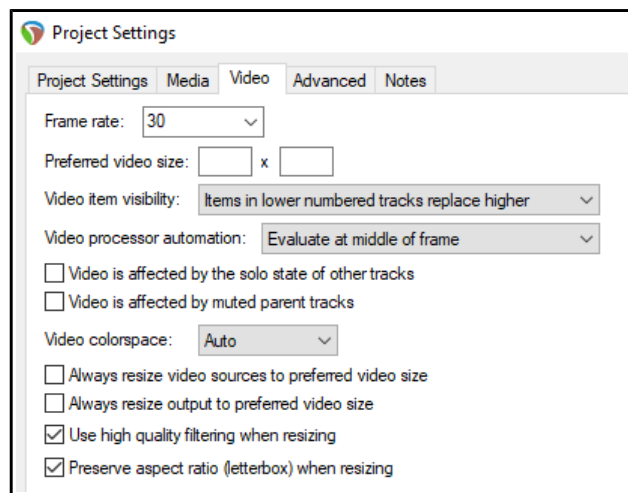 Project Settings
Project Settings Media Video Advanced Notes
Frame rate: 30
Preferred video size: x
Video item visibility: Items in lower numbered tracks replace higher
Video processor automation: Evaluate at middle of frame
Video is affected by the solo state of other tracks
Video is affected by muted parent tracks
Video colorspace: Auto
Always resize video sources to preferred video size
Always resize output to preferred video size
Use high quality filtering when resizing
Preserve aspect ratio (letterbox) when resizing